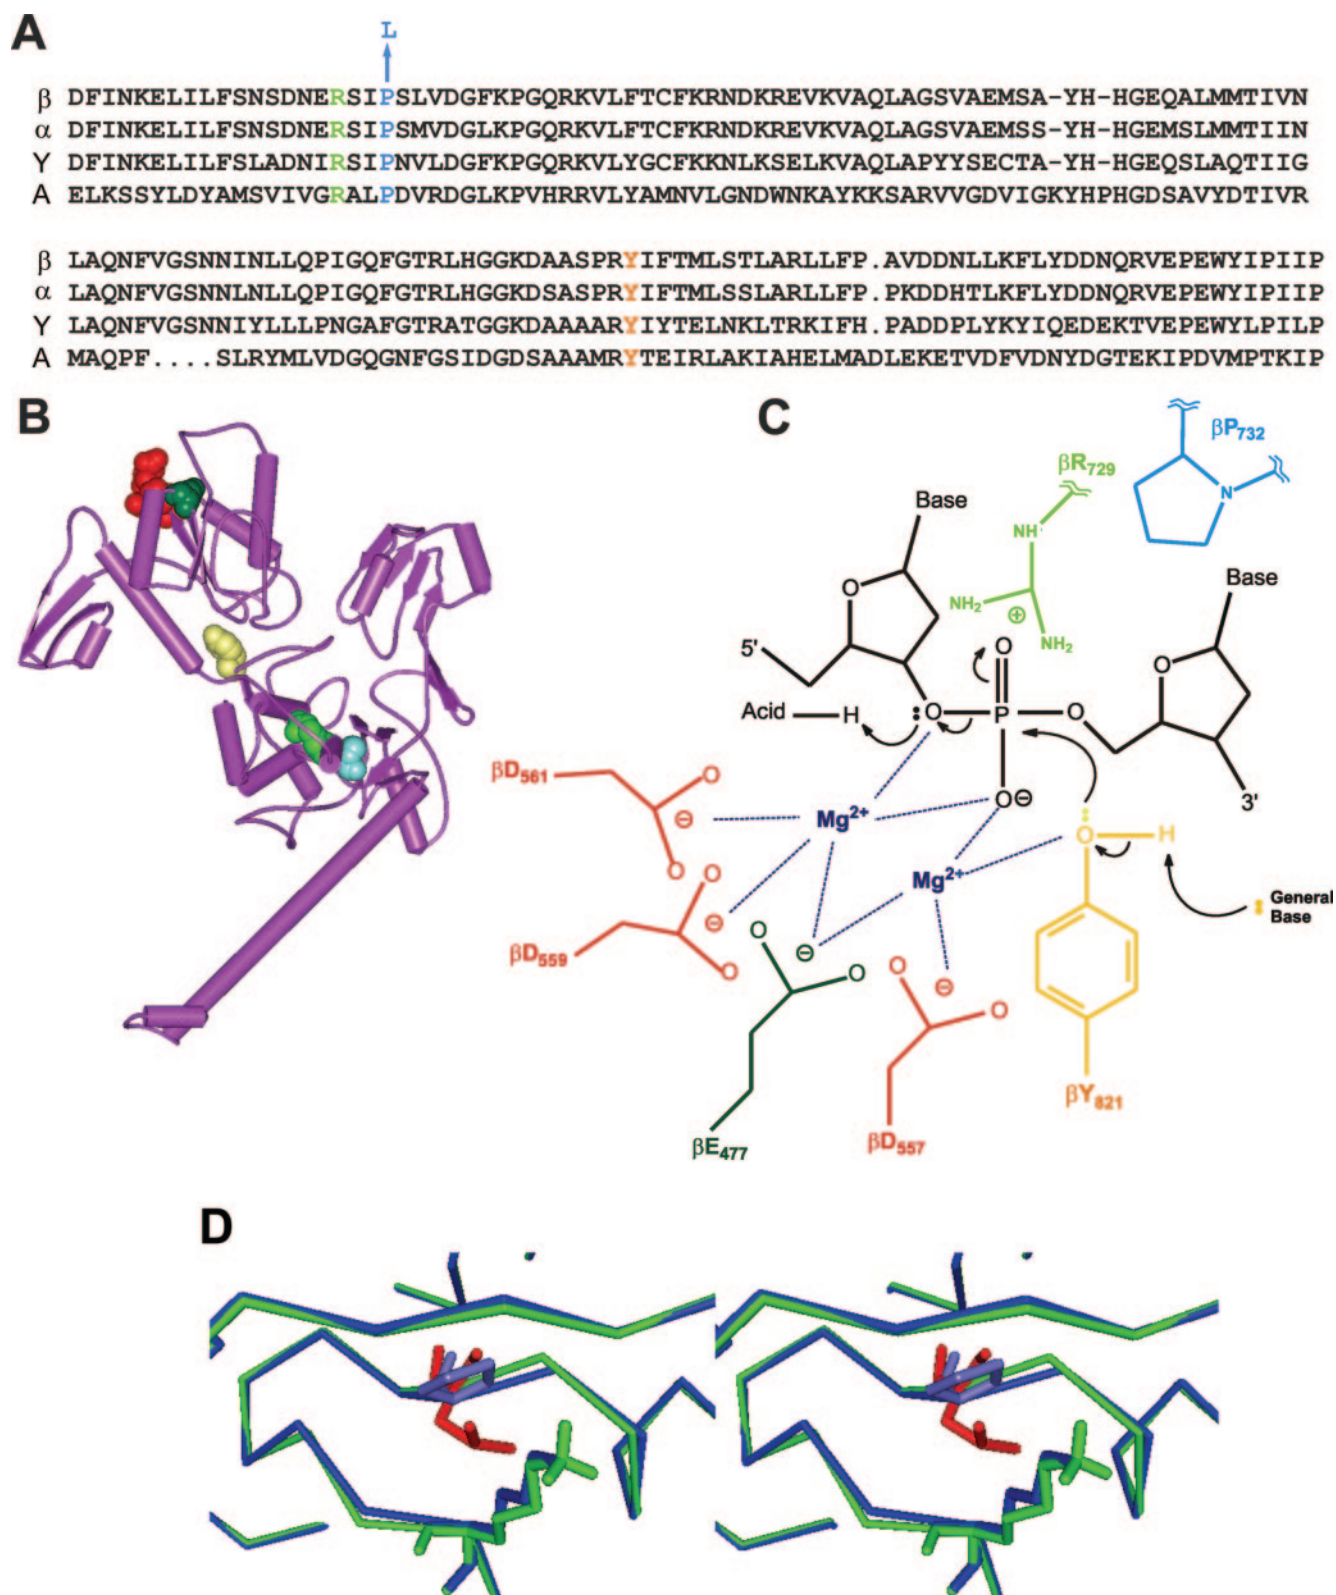 A
L
β DFINKELILFSNSDNERSIPSLVDGFKPGQRKVLFTCFKRNDKREVKVAQLAGSVAEMSA-YH-HGEQALMMTIVN
α DFINKELILFSNSDNERSIPSMVDGLKPGQRKVLFTCFKRNDKREVKVAQLAGSVAEMSS-YH-HGEMSLMMTIIN
Y DFINKELILFSLADNIRSIPNVLDGFKPGQRKVLYGCFKKNLKSELKVAQLAPYYSECTA-YH-HGEQSLAQTIIG
A ELKSSYLDYAMSVIVGRALPDVRDGLKPVHRRVLYAMNVLGNDWNKAYKKSARVVGDVIGKYHPHGDSAVYDTIVR
β LAQNFVGSNNINLLQPIGQFGTRLHGGKDAASPRYIFTMLSTLARLLFP.AVDDNLLKFLYDDNQRVEPEWYIPIIP
α LAQNFVGSNNLNLLQPIGQFGTRLHGGKDSASPRYIFTMLSSLARLLFP.PKDDHTLKFLYDDNQRVEPEWYIPIIP
Y LAQNFVGSNNIYLLLPNGAFGTRATGGKDAAAARYIYTELNKLTRKIFH.PADDPLYKYIQEDEKTVEPEWYLPILP
A MAQPF....SLRYMLVDGQGNFGSIDGDSAAAMRYTEIRLAKIAHELMADLEKETVDFVDNYDGTEKIPDVMPTKIP
B
C
βP732
βR729
Base
N
NH
O
NH2
⊕
NH2
Base
5'
O
O
Acid H
O P O
βD561
O
⊖
O⊖
3'
Mg2+
O H
O
O
Mg2+
General
Base
⊖
O
⊖
βD559
O
O
O
⊖
O
βY821
βE477
βD557
D